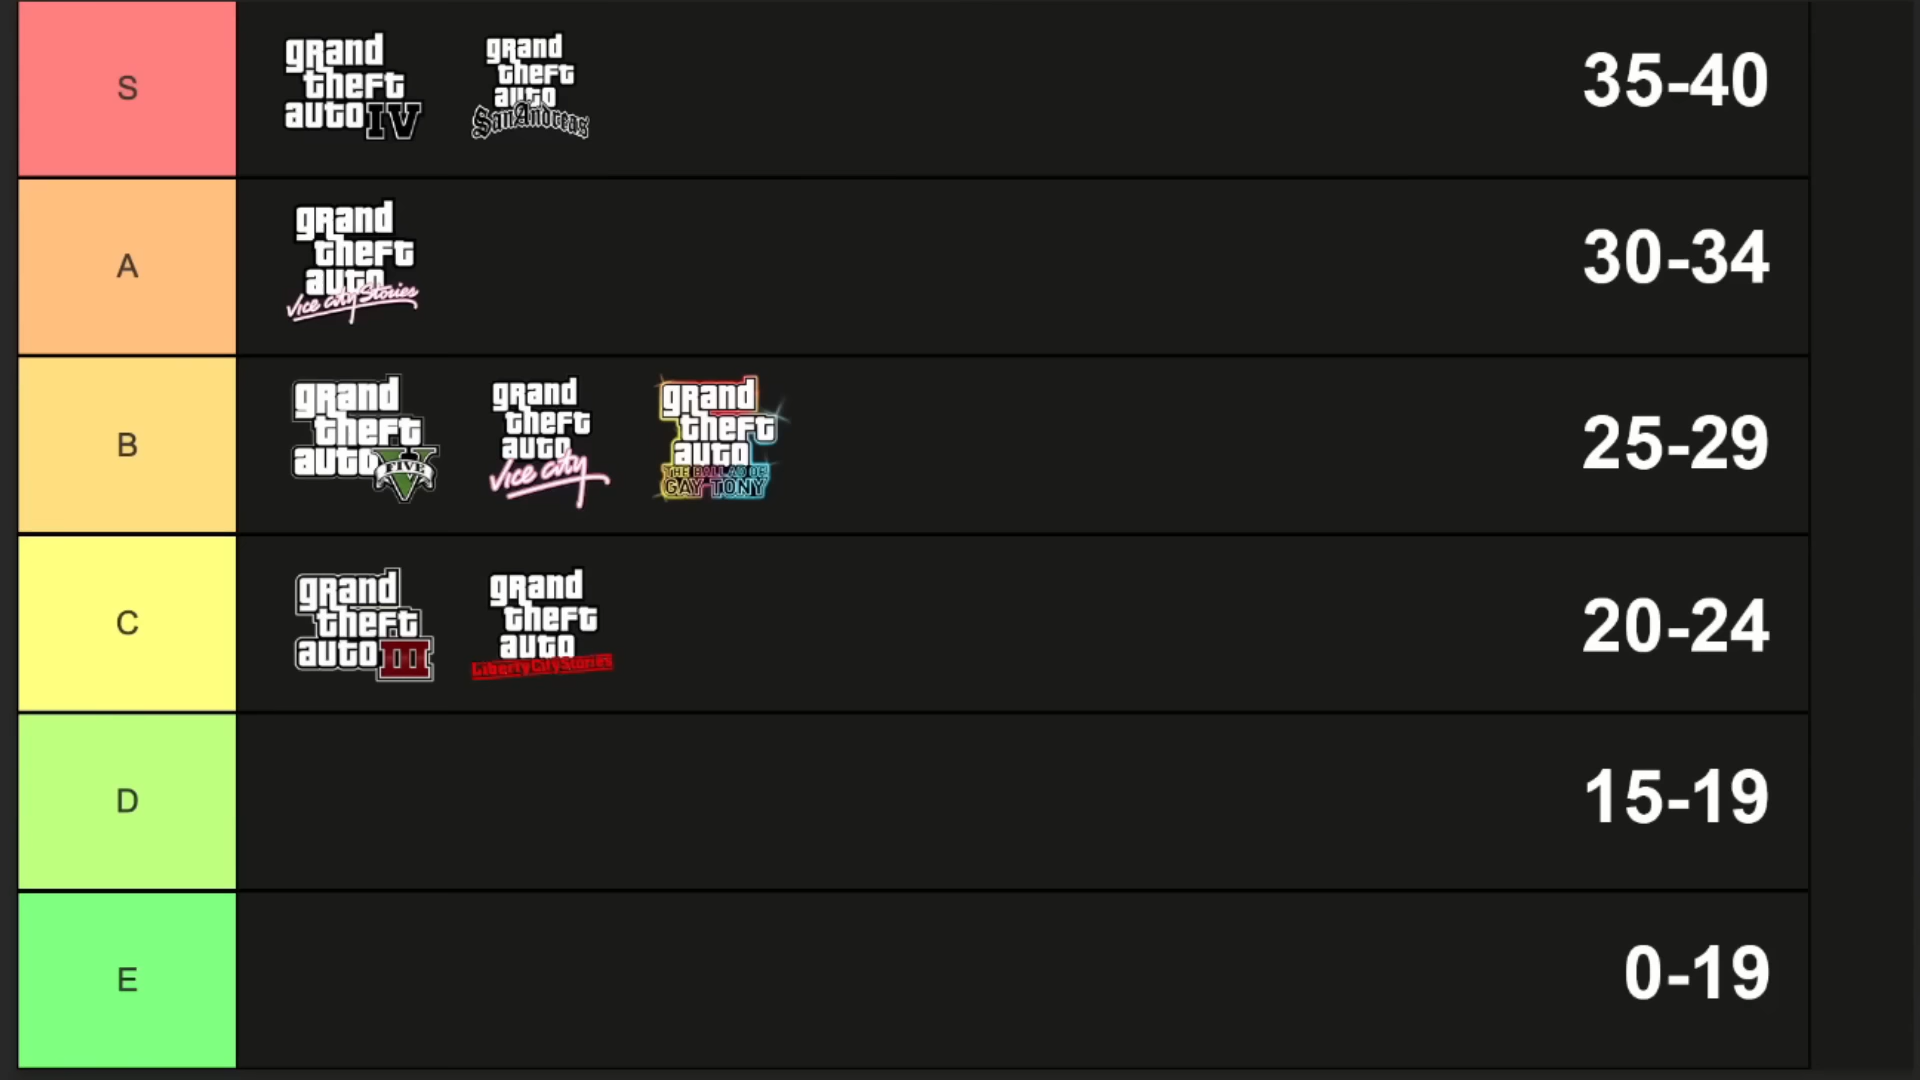 S
grand
theft
auto IV
grand
theft
auto
San Andreas
35-40
A
grand
theft
auto
Vice City Stories
30-34
B
grand
theft
auto V
FIVE
grand
theft
auto
Vice City
grand
theft
auto
THE BALLAD OF
GAY TONY
25-29
C
grand
theft
auto III
grand
theft
auto
Liberty City Stories
20-24
D
15-19
E
0-19